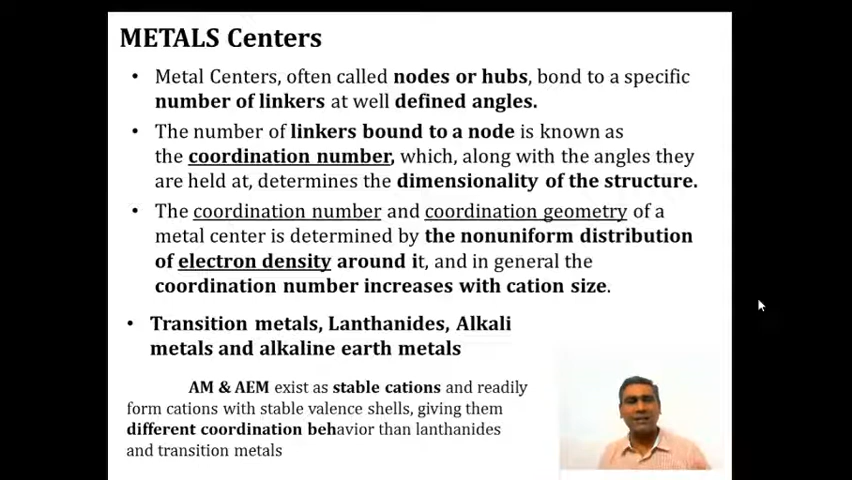 METALS Centers
• Metal Centers, often called nodes or hubs, bond to a specific
number of linkers at well defined angles.
• The number of linkers bound to a node is known as
the coordination number, which, along with the angles they
are held at, determines the dimensionality of the structure.
• The coordination number and coordination geometry of a
metal center is determined by the nonuniform distribution
of electron density around it, and in general the
coordination number increases with cation size.
• Transition metals, Lanthanides, Alkali
metals and alkaline earth metals
AM & AEM exist as stable cations and readily
form cations with stable valence shells, giving them
different coordination behavior than lanthanides
and transition metals